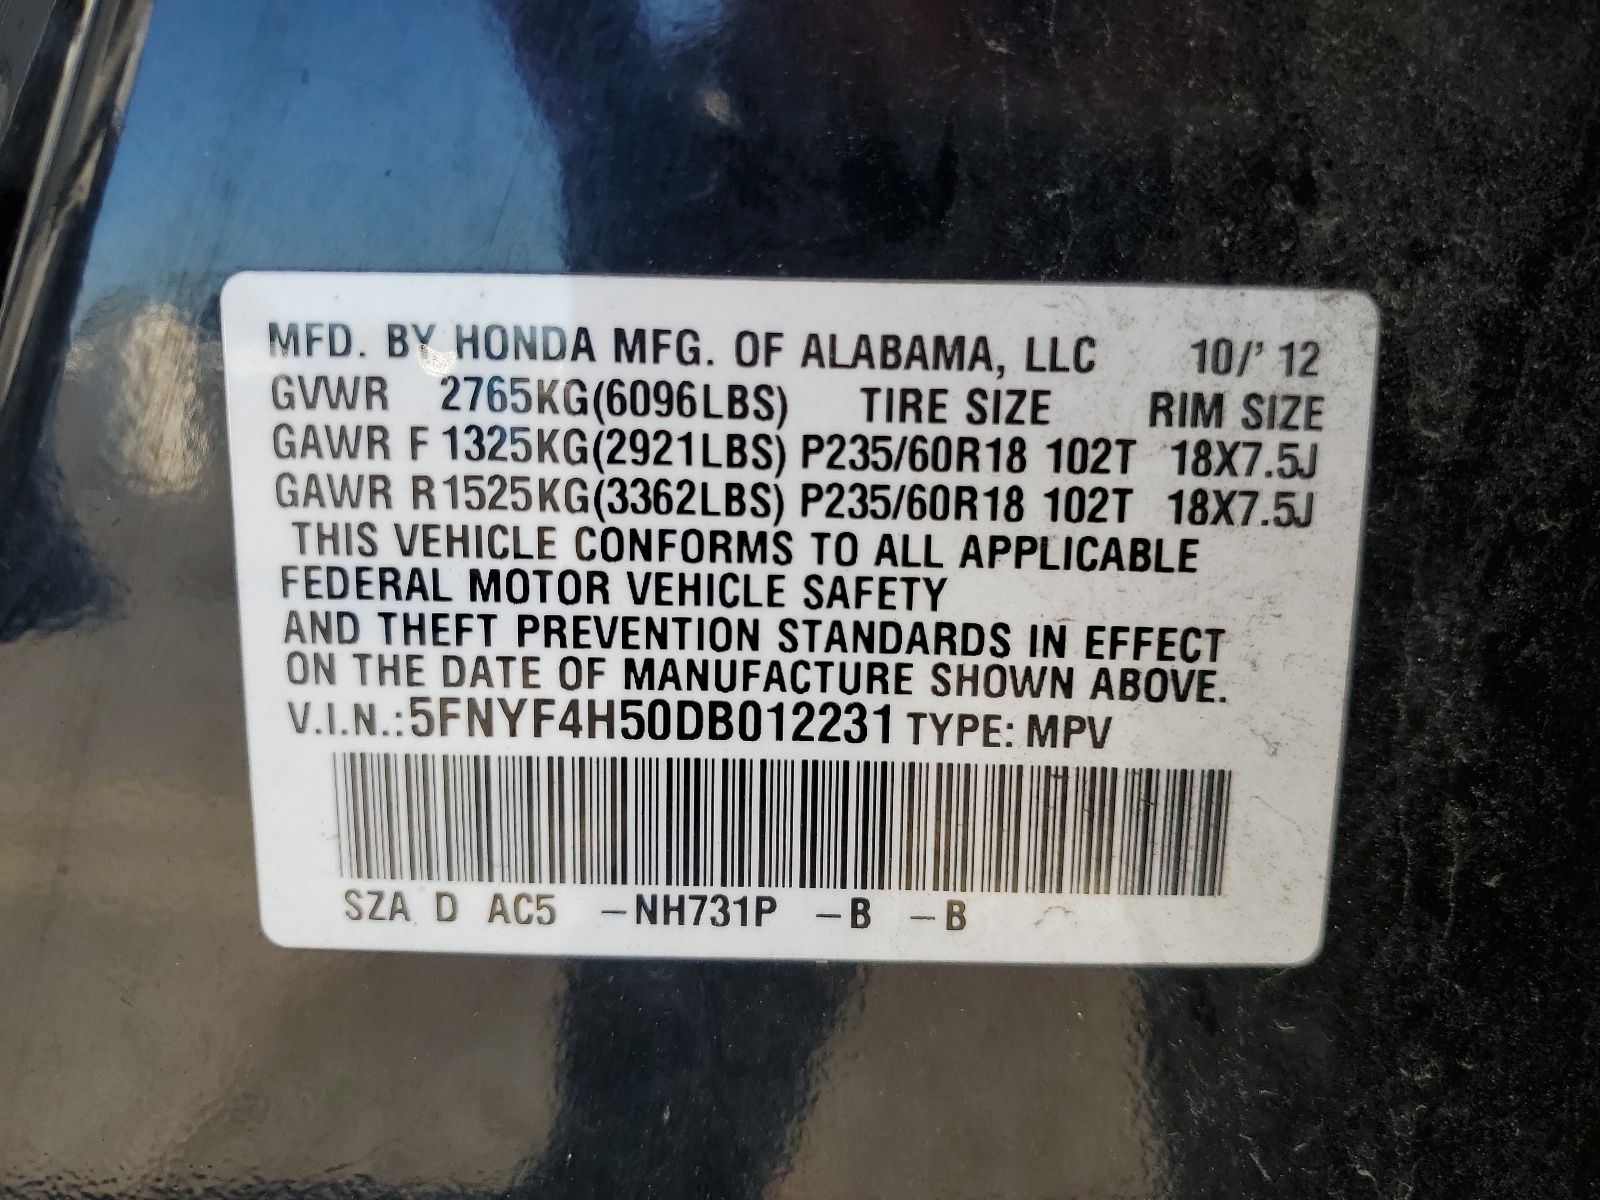 MFD. BY HONDA MFG. OF ALABAMA, LLC 10/' 12
GVWR 2765KG(6096LBS) TIRE SIZE RIM SIZE
GAWR F 1325KG(2921LBS) P235/60R18 102T 18X7.5J
GAWR R1525KG(3362LBS) P235/60R18 102T 18X7.5J
THIS VEHICLE CONFORMS TO ALL APPLICABLE
FEDERAL MOTOR VEHICLE SAFETY
AND THEFT PREVENTION STANDARDS IN EFFECT
ON THE DATE OF MANUFACTURE SHOWN ABOVE.
V.I.N.:5FNYF4H50DB012231 TYPE: MPV
SZA D AC5 –NH731P –B –B